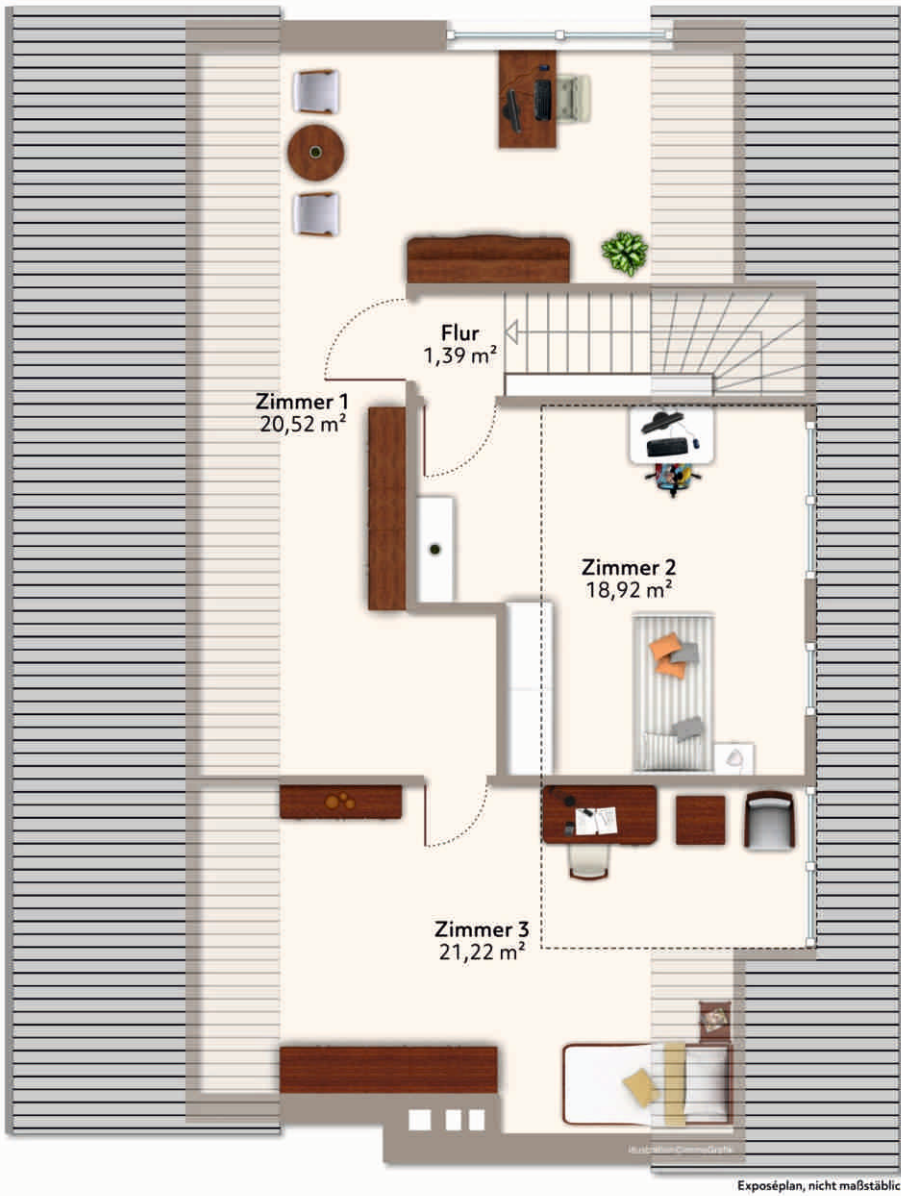 Flur
1,39 m²
Zimmer 1
20,52 m²
Zimmer 2
18,92 m²
Zimmer 3
21,22 m²
Exposéplan, nicht maßstäblic